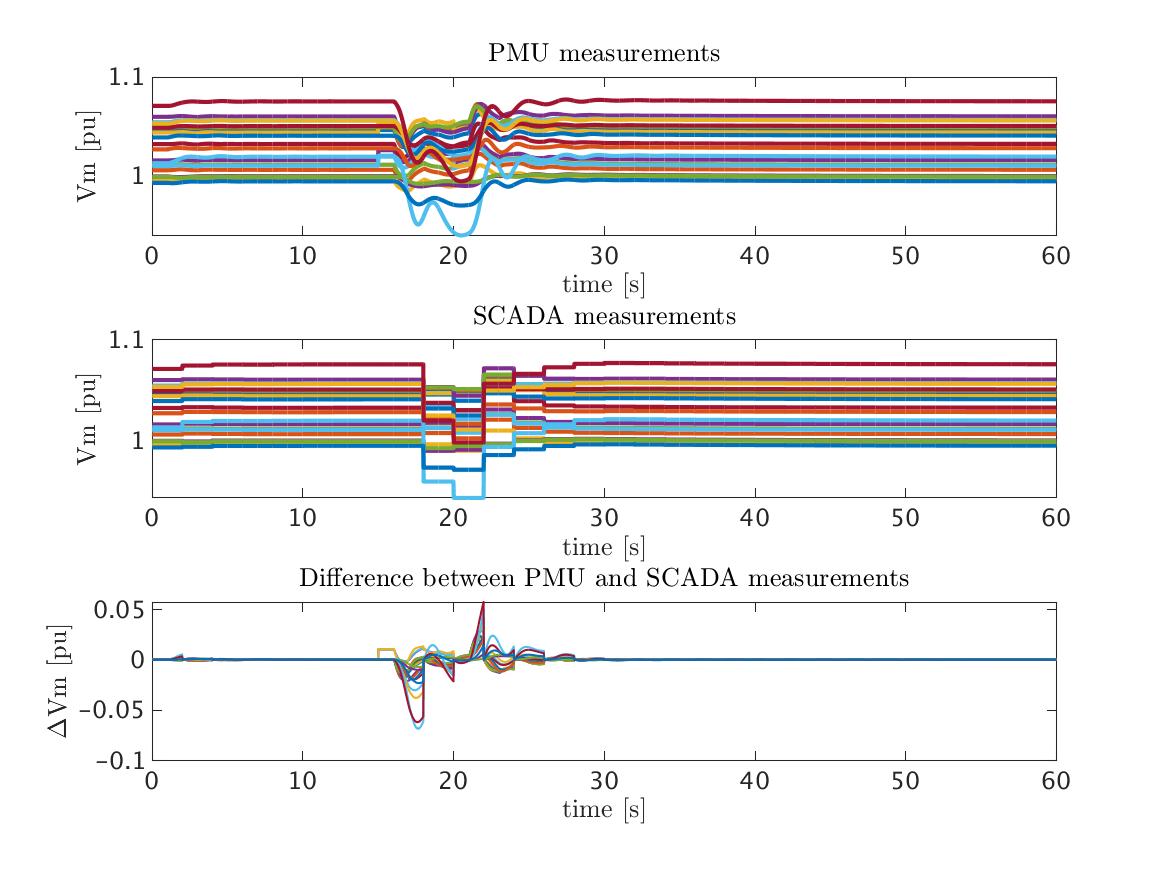 PMU measurements
1.1
1
Vm [pu]
0 10 20 30 40 50 60
time [s]
SCADA measurements
1.1
1
Vm [pu]
0 10 20 30 40 50 60
time [s]
Difference between PMU and SCADA measurements
0.05
0
−0.05
−0.1
ΔVm [pu]
0 10 20 30 40 50 60
time [s]